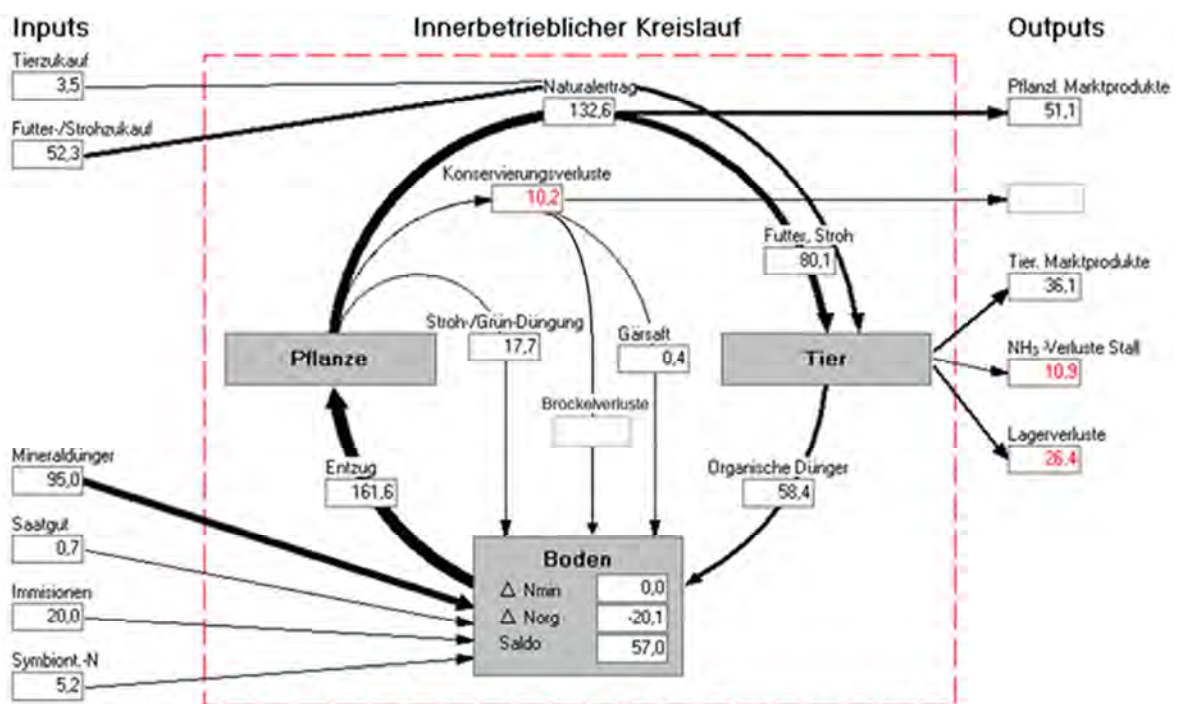 Inputs
Innerbetrieblicher Kreislauf
Outputs
Tierzukauf
3,5
Naturalertrag
132,6
Pflanzl. Marktprodukte
51,1
Futter-/Strohzukauf
52,3
Konservierungsverluste
10,2
Futter, Stroh
80,1
Tier. Marktprodukte
36,1
Stroh-/Grün-Düngung
17,7
Gärsaft
0,4
Pflanze
Tier
NH₃-Verluste Stall
10,9
Bröckelverluste
Lagerverluste
26,4
Mineraldünger
95,0
Entzug
161,6
Organische Dünger
58,4
Saatgut
0,7
Boden
Δ Nmin 0,0
Δ Norg -20,1
Saldo 57,0
Immisionen
20,0
Symbiont.-N
5,2